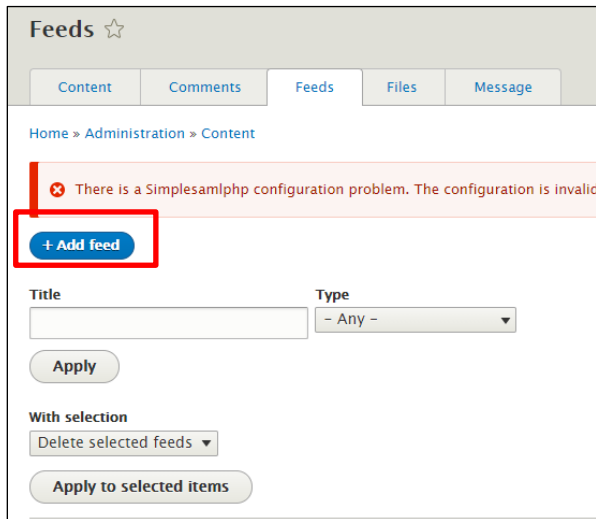 Feeds
Content Comments Feeds Files Message
Home » Administration » Content
There is a Simplesamlphp configuration problem. The configuration is invalid
+ Add feed
Title Type
– Any –
Apply
With selection
Delete selected feeds
Apply to selected items